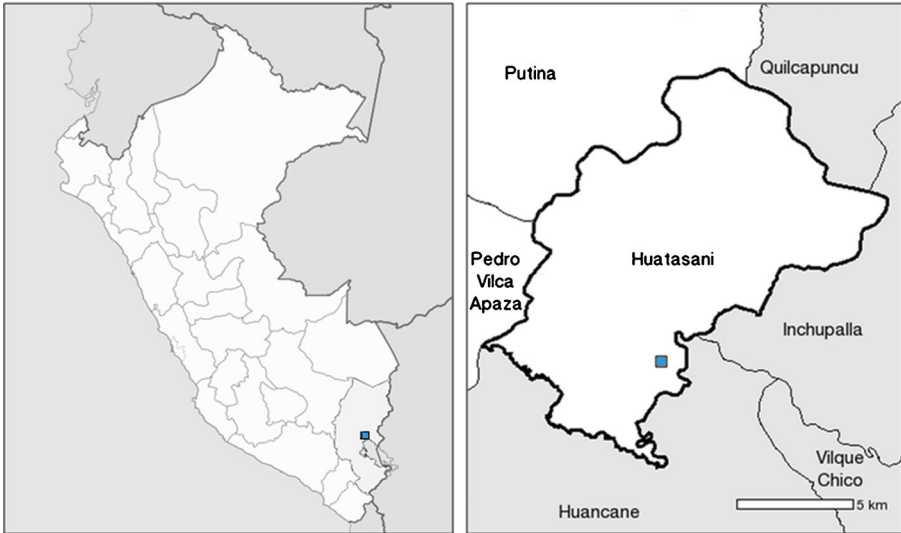 Putina
Quilcapuncu
Pedro
Vilca
Apaza
Huatasani
Inchupalla
Vilque
Chico
Huancane
5 km